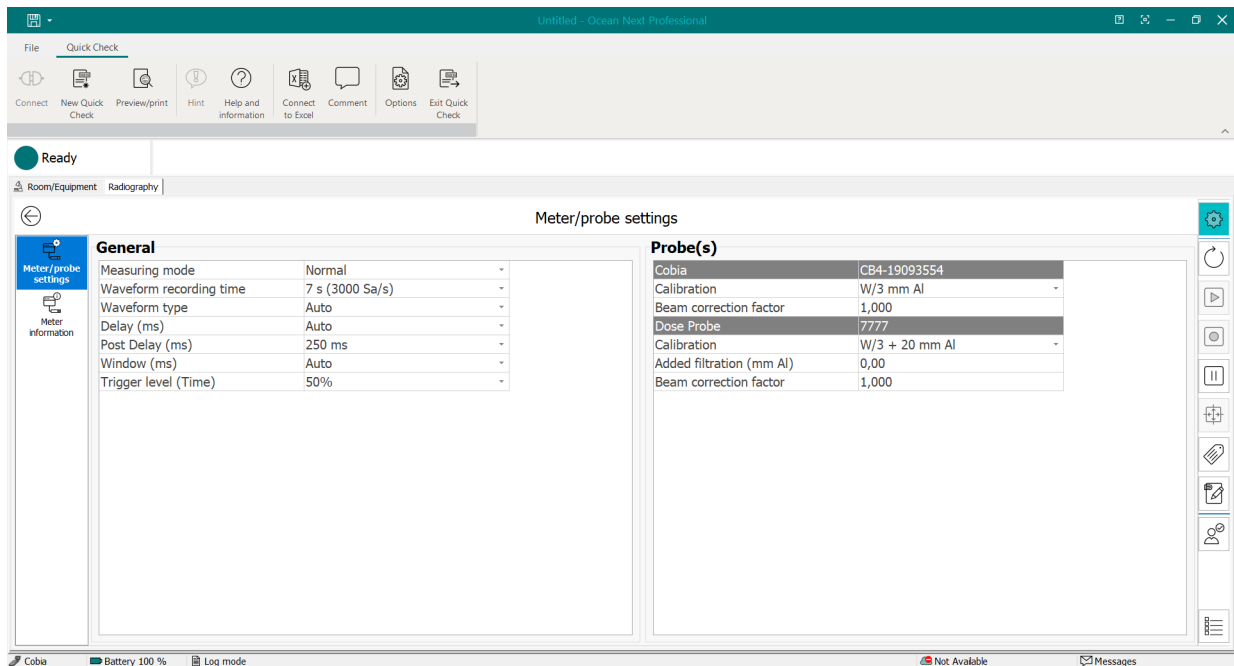 Untitled - Ocean Next Professional
File Quick Check
Connect New Quick Check Preview/print Hint Help and information Connect to Excel Comment Options Exit Quick Check
Ready
Room/Equipment Radiography
Meter/probe settings
Meter/probe settings
Meter information
General
Measuring mode Normal
Waveform recording time 7 s (3000 Sa/s)
Waveform type Auto
Delay (ms) Auto
Post Delay (ms) 250 ms
Window (ms) Auto
Trigger level (Time) 50%
Probe(s)
Cobia CB4-19093554
Calibration W/3 mm Al
Beam correction factor 1,000
Dose Probe 7777
Calibration W/3 + 20 mm Al
Added filtration (mm Al) 0,00
Beam correction factor 1,000
Cobia Battery 100 % Log mode Not Available Messages